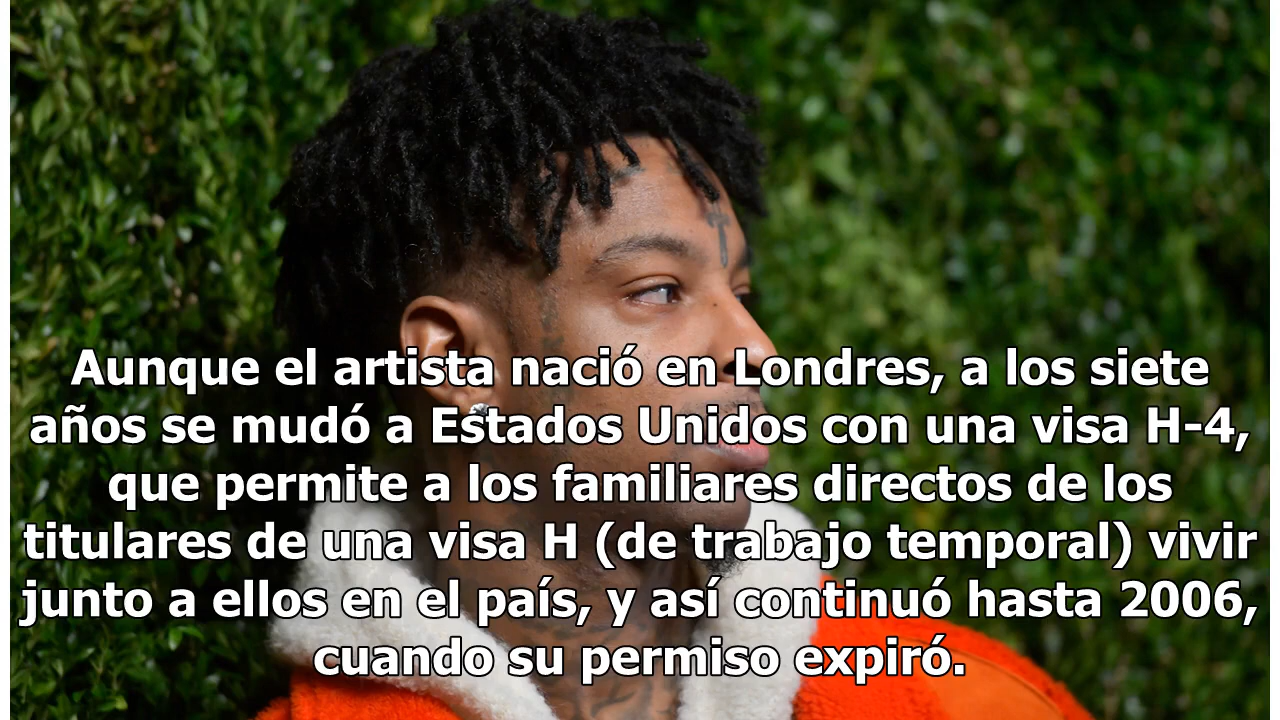 Aunque el artista nació en Londres, a los siete
años se mudó a Estados Unidos con una visa H-4,
que permite a los familiares directos de los
titulares de una visa H (de trabajo temporal) vivir
junto a ellos en el país, y así continuó hasta 2006,
cuando su permiso expiró.